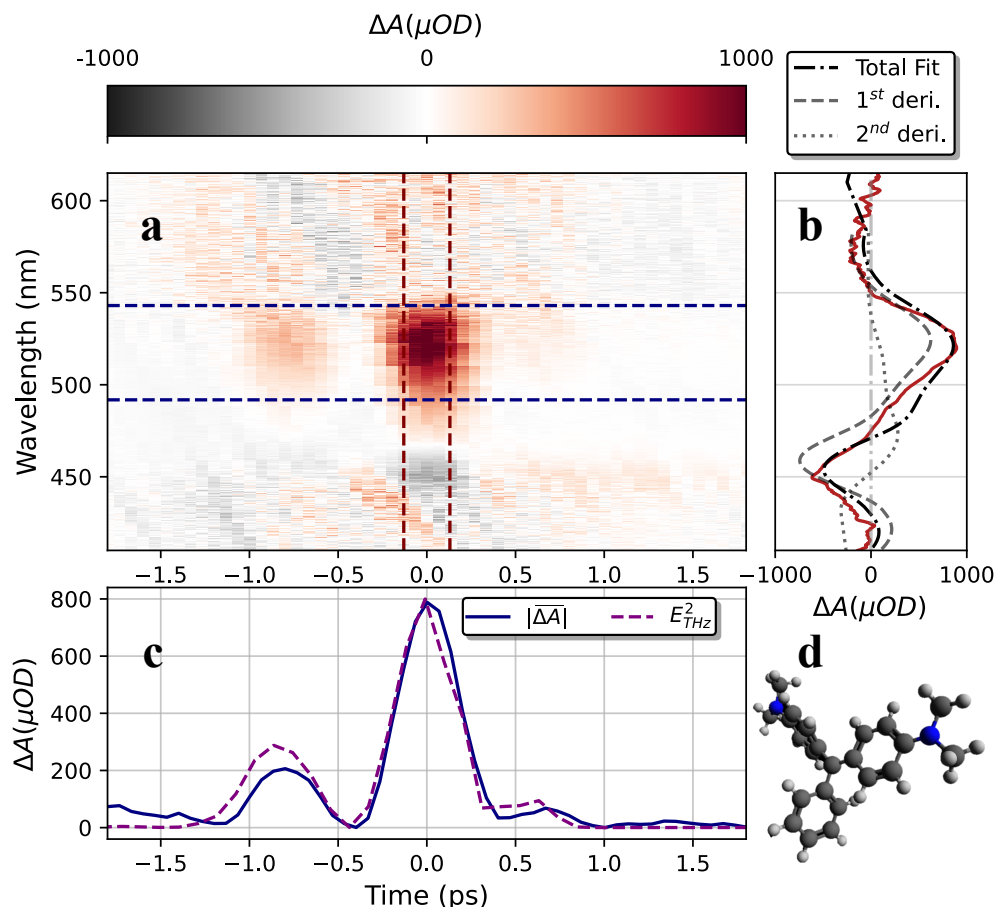 ΔA(μOD)
-1000 0 1000
Total Fit
1st deri.
2nd deri.
a
b
600
550
500
450
Wavelength (nm)
−1.5 −1.0 −0.5 0.0 0.5 1.0 1.5
−1000 0 1000
ΔA(μOD)
c
|ΔA| E²THz
d
800
600
400
200
0
ΔA(μOD)
−1.5 −1.0 −0.5 0.0 0.5 1.0 1.5
Time (ps)